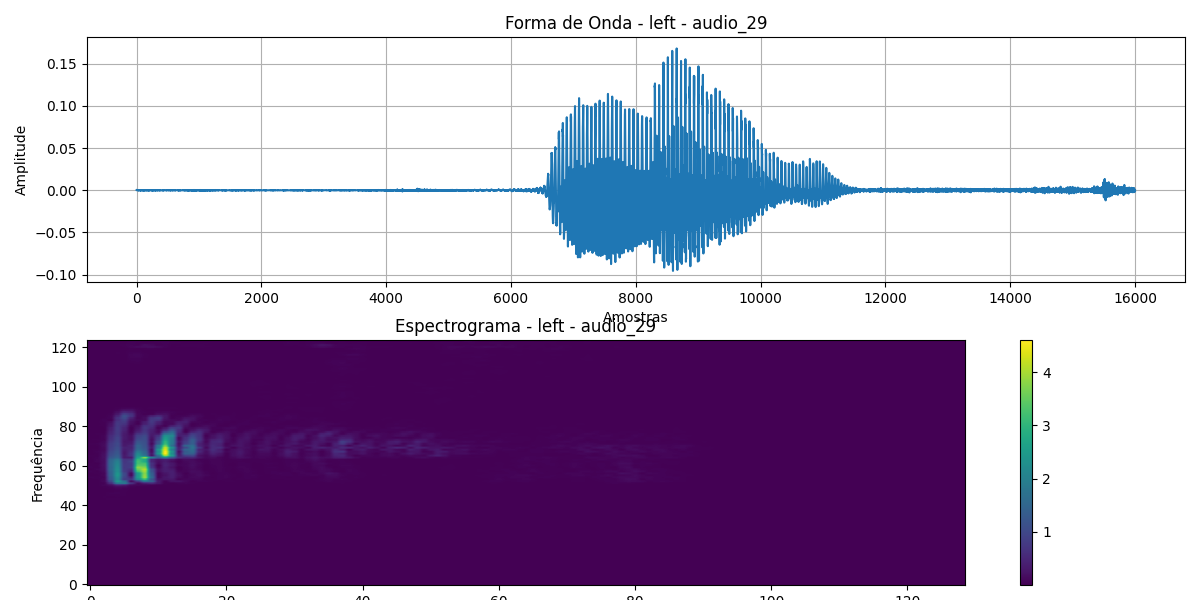 Forma de Onda - left - audio_29
Amplitude
0.15
0.10
0.05
0.00
−0.05
−0.10
0 2000 4000 6000 8000 10000 12000 14000 16000
Amostras
Espectrograma - left - audio_29
Frequência
120
100
80
60
40
20
0
0 20 40 60 80 100 120
4
3
2
1